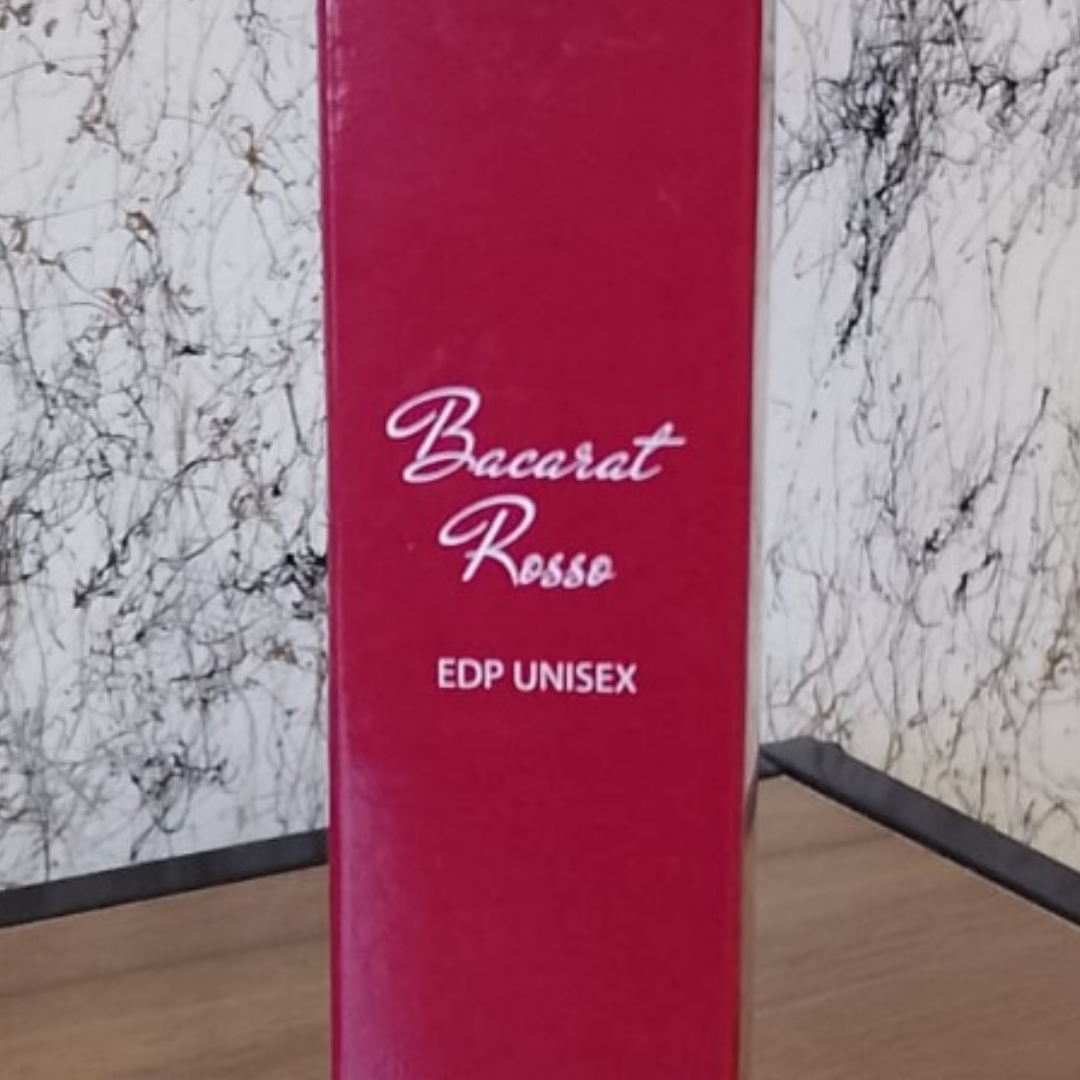 Bacarat
Rosso
EDP UNISEX